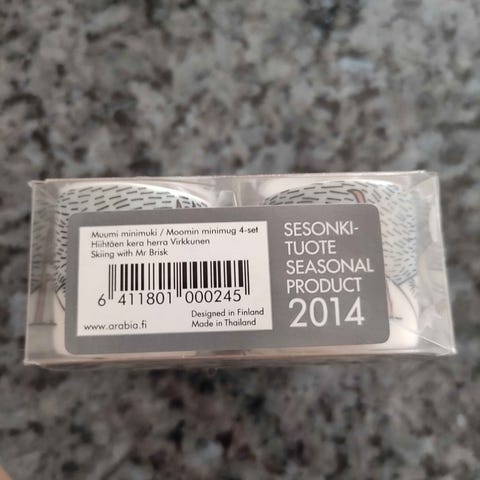 Muumi minimuki / Moomin minimug 4-set
Hiihtäen kera herra Virkkunen
Skiing with Mr Brisk
6 411801 000245
Designed in Finland
www.arabia.fi Made in Thailand
SESONKI-
TUOTE
SEASONAL
PRODUCT
2014